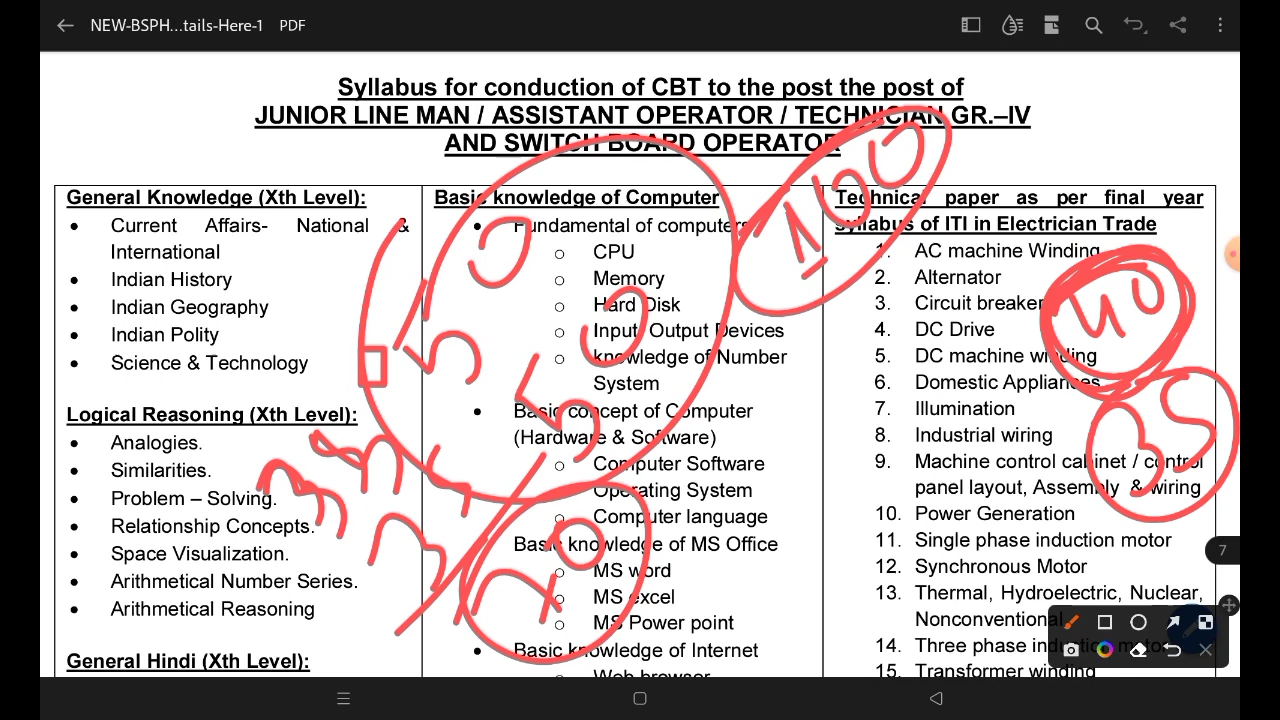 NEW-BSPH...tails-Here-1 PDF
Syllabus for conduction of CBT to the post the post of
JUNIOR LINE MAN / ASSISTANT OPERATOR / TECHNICIAN GR.–IV
AND SWITCH BOARD OPERATOR
General Knowledge (Xth Level):
• Current Affairs- National &
International
• Indian History
• Indian Geography
• Indian Polity
• Science & Technology
Logical Reasoning (Xth Level):
• Analogies.
• Similarities.
• Problem – Solving.
• Relationship Concepts.
• Space Visualization.
• Arithmetical Number Series.
• Arithmetical Reasoning
General Hindi (Xth Level):
Basic knowledge of Computer
• Fundamental of computers
o CPU
o Memory
o Hard Disk
o Input/ Output Devices
o knowledge of Number
System
• Basic concept of Computer
(Hardware & Software)
o Computer Software
o Operating System
o Computer language
Basic knowledge of MS Office
o MS word
o MS excel
o MS Power point
• Basic knowledge of Internet
o Web browser
Technical paper as per final year
syllabus of ITI in Electrician Trade
1. AC machine Winding
2. Alternator
3. Circuit breaker
4. DC Drive
5. DC machine winding
6. Domestic Appliances
7. Illumination
8. Industrial wiring
9. Machine control cabinet / control
panel layout, Assembly & wiring
10. Power Generation
11. Single phase induction motor
12. Synchronous Motor
13. Thermal, Hydroelectric, Nuclear,
Nonconventional
14. Three phase induction motor
15. Transformer winding
100
50
50
40
35
20
7